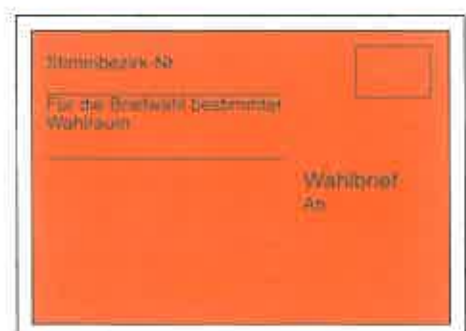 Stimmbezirk-Nr.
Für die Briefwahl bestimmter
Wahlraum
Wahlbrief
An